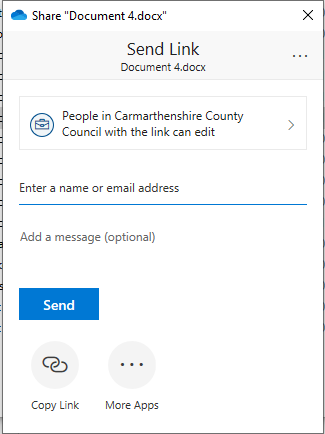 Share "Document 4.docx"
Send Link
Document 4.docx
People in Carmarthenshire County
Council with the link can edit
Enter a name or email address
Add a message (optional)
Send
Copy Link
More Apps